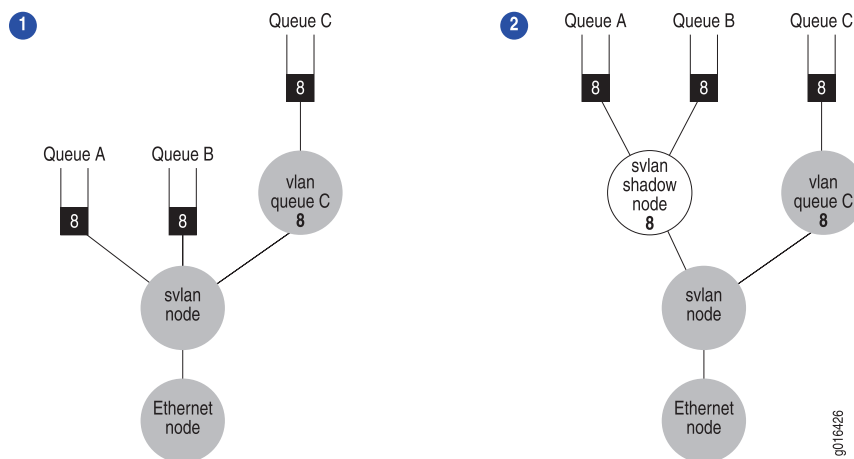 1
Queue C
8
Queue A
Queue B
vlan
queue C
8
8
8
svlan
node
Ethernet
node
2
Queue A
Queue B
Queue C
8
8
8
svlan
shadow
node
8
vlan
queue C
8
svlan
node
Ethernet
node
g016426